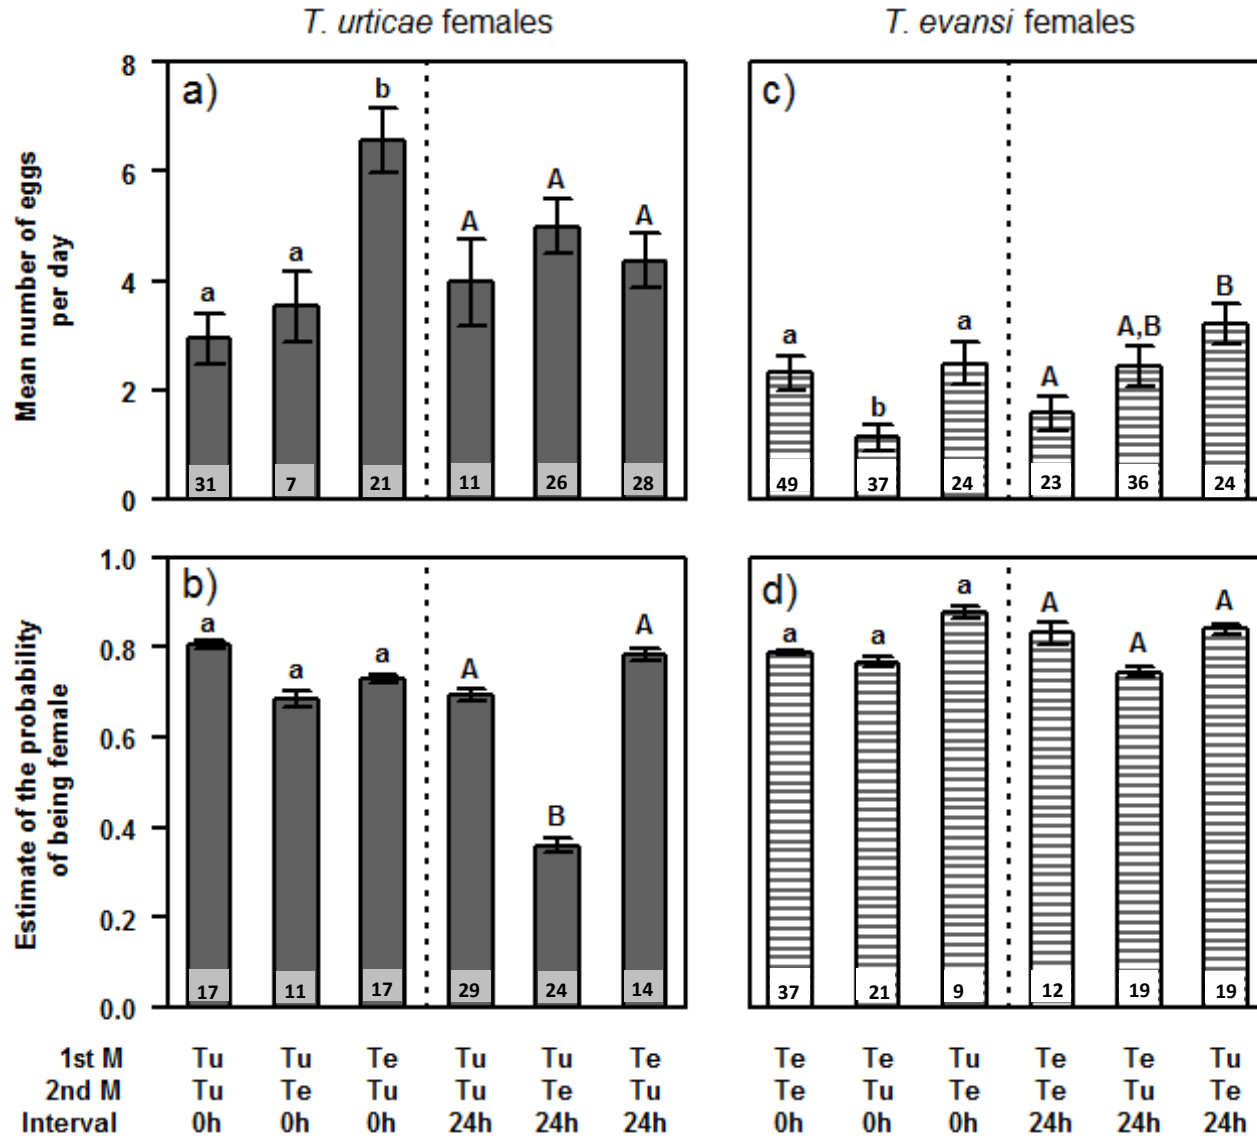 T. urticae females
T. evansi females
Mean number of eggs
per day
8
6
4
2
0
a)
a
a
b
A
A
A
31
7
21
11
26
28
c)
a
b
a
A
A,B
B
49
37
24
23
36
24
Estimate of the probability
of being female
1.0
0.8
0.6
0.4
0.2
0.0
b)
a
a
a
A
B
A
17
11
17
29
24
14
d)
a
a
a
A
A
A
37
21
9
12
19
19
1st M Tu Tu Te Tu Tu Te Te Te Tu Te Te Tu
2nd M Tu Te Tu Tu Te Tu Te Tu Te Te Tu Te
Interval 0h 0h 0h 24h 24h 24h 0h 0h 0h 24h 24h 24h